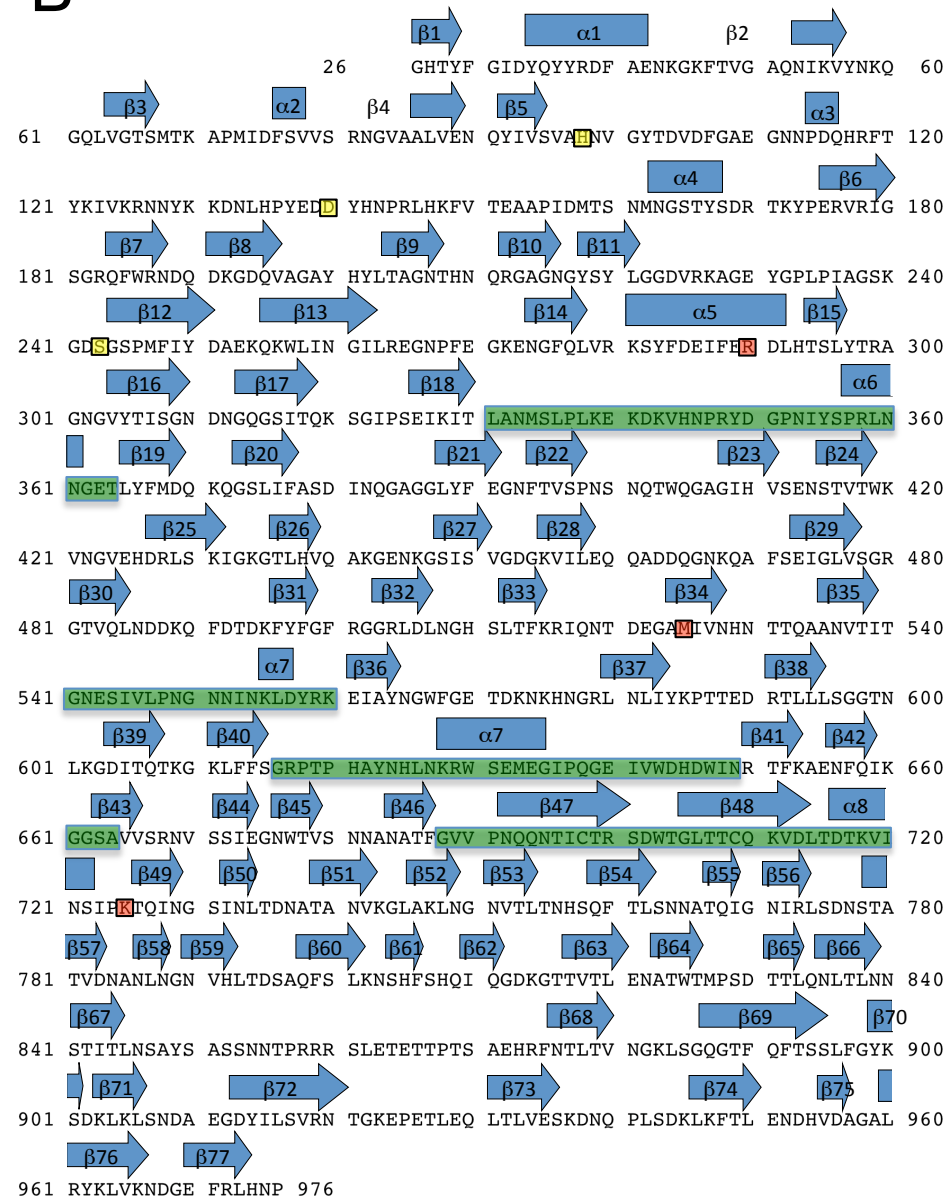 β1 α1 β2
26 GHTYF GIDYQYYRDF AENKGKFTVG AQNIKVYNKQ 60
β3 α2 β4 β5 α3
61 GQLVGTSMTK APMIDFSVVS RNGVAALVEN QYIVSVAHNV GYTDVDFGAE GNNPDQHRFT 120
α4 β6
121 YKIVKRNNYK KDNLHPYEDD YHNPRLHKFV TEAAPIDMTS NMNGSTYSDR TKYPERVRIG 180
β7 β8 β9 β10 β11
181 SGRQFWRNDQ DKGDQVAGAY HYLTAGNTHN QRGAGNGYSY LGGDVRKAGE YGPLPIAGSK 240
β12 β13 β14 α5 β15
241 GDSGSPMFIY DAEKQKWLIN GILREGNPFE GKENGFQLVR KSYFDEIFER DLHTSLYTRA 300
β16 β17 β18 α6
301 GNGVYTISGN DNGQGSITQK SGIPSEIKIT LANMSLPLKE KDKVHNPRYD GPNIYSPRLN 360
β19 β20 β21 β22 β23 β24
361 NGETLYFMDQ KQGSLIFASD INQGAGGLYF EGNFTVSPNS NQTWQGAGIH VSENSTVTWK 420
β25 β26 β27 β28 β29
421 VNGVEHDRLS KIGKGTLHVQ AKGENKGSIS VGDGKVILEQ QADDQGNKQA FSEIGLVSGR 480
β30 β31 β32 β33 β34 β35
481 GTVQLNDDKQ FDTDKFYFGF RGGRLDLNGH SLTFKRIQNT DEGAMIVNHN TTQAANVTIT 540
α7 β36 β37 β38
541 GNESIVLPNG NNINKLDYRK EIAYNGWFGE TDKNKHNGRL NLIYKPTTED RTLLLSGGTN 600
β39 β40 α7 β41 β42
601 LKGDITQTKG KLFFSGRPTP HAYNHLNKRW SEMEGIPQGE IVWDHDWINR TFKAENFQIK 660
β43 β44 β45 β46 β47 β48 α8
661 GGSAVVSRNV SSIEGNWTVS NNANATFGVV PNQQNTICTR SDWTGLTTCQ KVDLTDTKVI 720
β49 β50 β51 β52 β53 β54 β55 β56
721 NSIPKTQING SINLTDNATA NVKGLAKLNG NVTLTNHSQF TLSNNATQIG NIRLSDNSTA 780
β57 β58 β59 β60 β61 β62 β63 β64 β65 β66
781 TVDNANLNGN VHLTDSAQFS LKNSHFSHQI QGDKGTTVTL ENATWTMPSD TTLQNLTLNN 840
β67 β68 β69 β70
841 STITLNSAYS ASSNNTPRRR SLETETTPTS AEHRFNTLTV NGKLSGQGTF QFTSSLFGYK 900
β71 β72 β73 β74 β75
901 SDKLKLSNDA EGDYILSVRN TGKEPETLEQ LTLVESKDNQ PLSDKLKFTL ENDHVDAGAL 960
β76 β77
961 RYKLVKNDGE FRLHNP 976